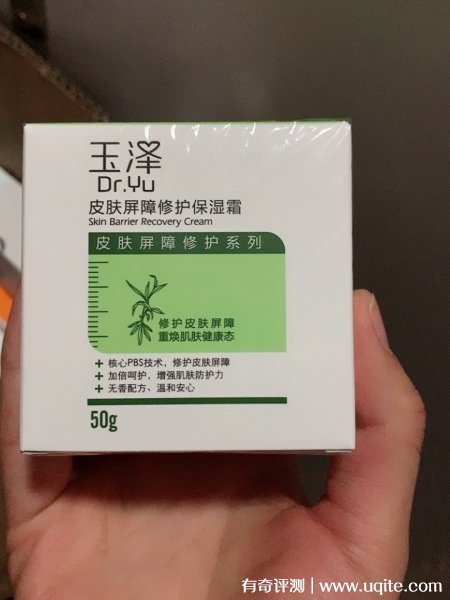 玉泽
Dr.Yu
皮肤屏障修护保湿霜
Skin Barrier Recovery Cream
皮肤屏障修护系列
修护皮肤屏障
重焕肌肤健康态
+ 核心PBS技术，修护皮肤屏障
+ 加倍呵护，增强肌肤防护力
+ 无香配方、温和安心
50g
有奇评测 | www.uqite.com